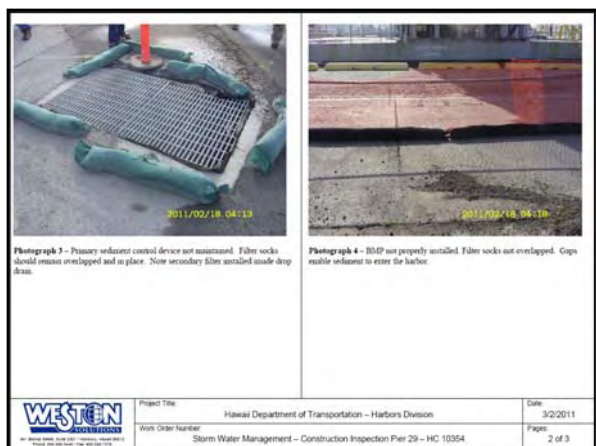 2011/02/18 04:13
2011/02/18 04:18
Photograph 3 – Primary sediment control device not maintained. Filter socks
should remain overlapped and in place. Note secondary filter installed inside drop
drain.
Photograph 4 – BMP not properly installed. Filter socks not overlapped. Gaps
enable sediment to enter the harbor.
WESTON
SOLUTIONS
Project Title:
Hawaii Department of Transportation – Harbors Division
Date:
3/2/2011
Work Order Number:
Storm Water Management – Construction Inspection Pier 29 – HC 10354
Pages:
2 of 3